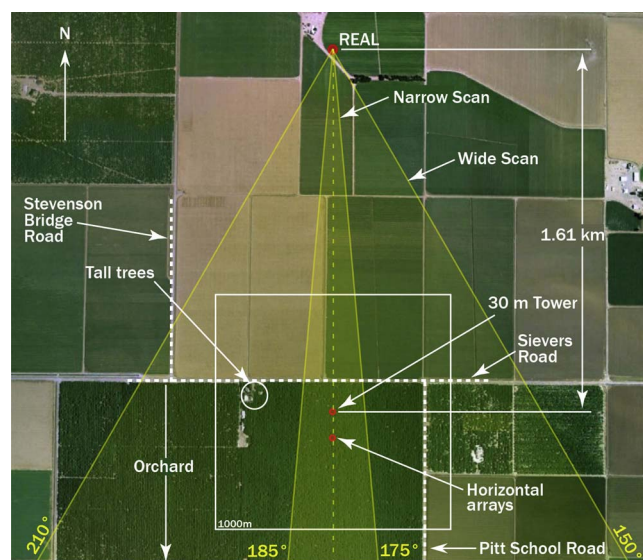 N
REAL
Narrow Scan
Wide Scan
Stevenson
Bridge
Road
1.61 km
Tall trees
30 m Tower
Sievers
Road
Orchard
Horizontal
arrays
1000m
210°
185°
175°
150°
Pitt School Road